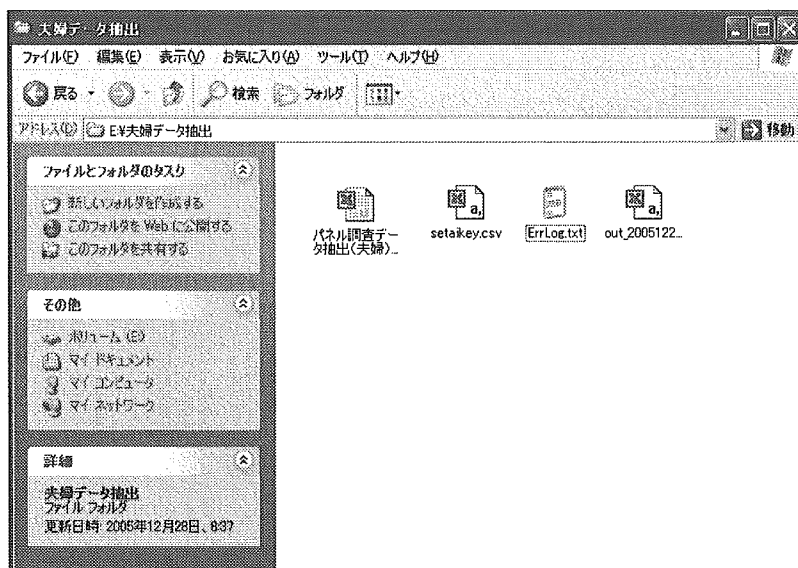 夫婦データ抽出
ファイル(F) 編集(E) 表示(V) お気に入り(A) ツール(T) ヘルプ(H)
戻る 検索 フォルダ
アドレス(D) E:¥夫婦データ抽出 移動
ファイルとフォルダのタスク
新しいフォルダを作成する
このフォルダを Web に公開する
このフォルダを共有する
その他
ボリューム (E:)
マイ ドキュメント
マイ コンピュータ
マイ ネットワーク
詳細
夫婦データ抽出
ファイル フォルダ
更新日時: 2005年12月28日、8:37
パネル調査デー
タ抽出(夫婦)...
setaikey.csv
ErrLog.txt
out_2005122...